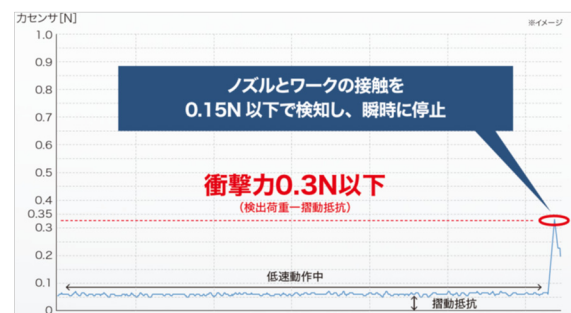 力センサ[N]
※イメージ
1.0
0.9
0.8
0.7
0.6
0.5
0.4
0.35
0.3
0.2
0.1
0
ノズルとワークの接触を
0.15N以下で検知し、瞬時に停止
衝撃力0.3N以下
(検出荷重ー摺動抵抗)
低速動作中
摺動抵抗